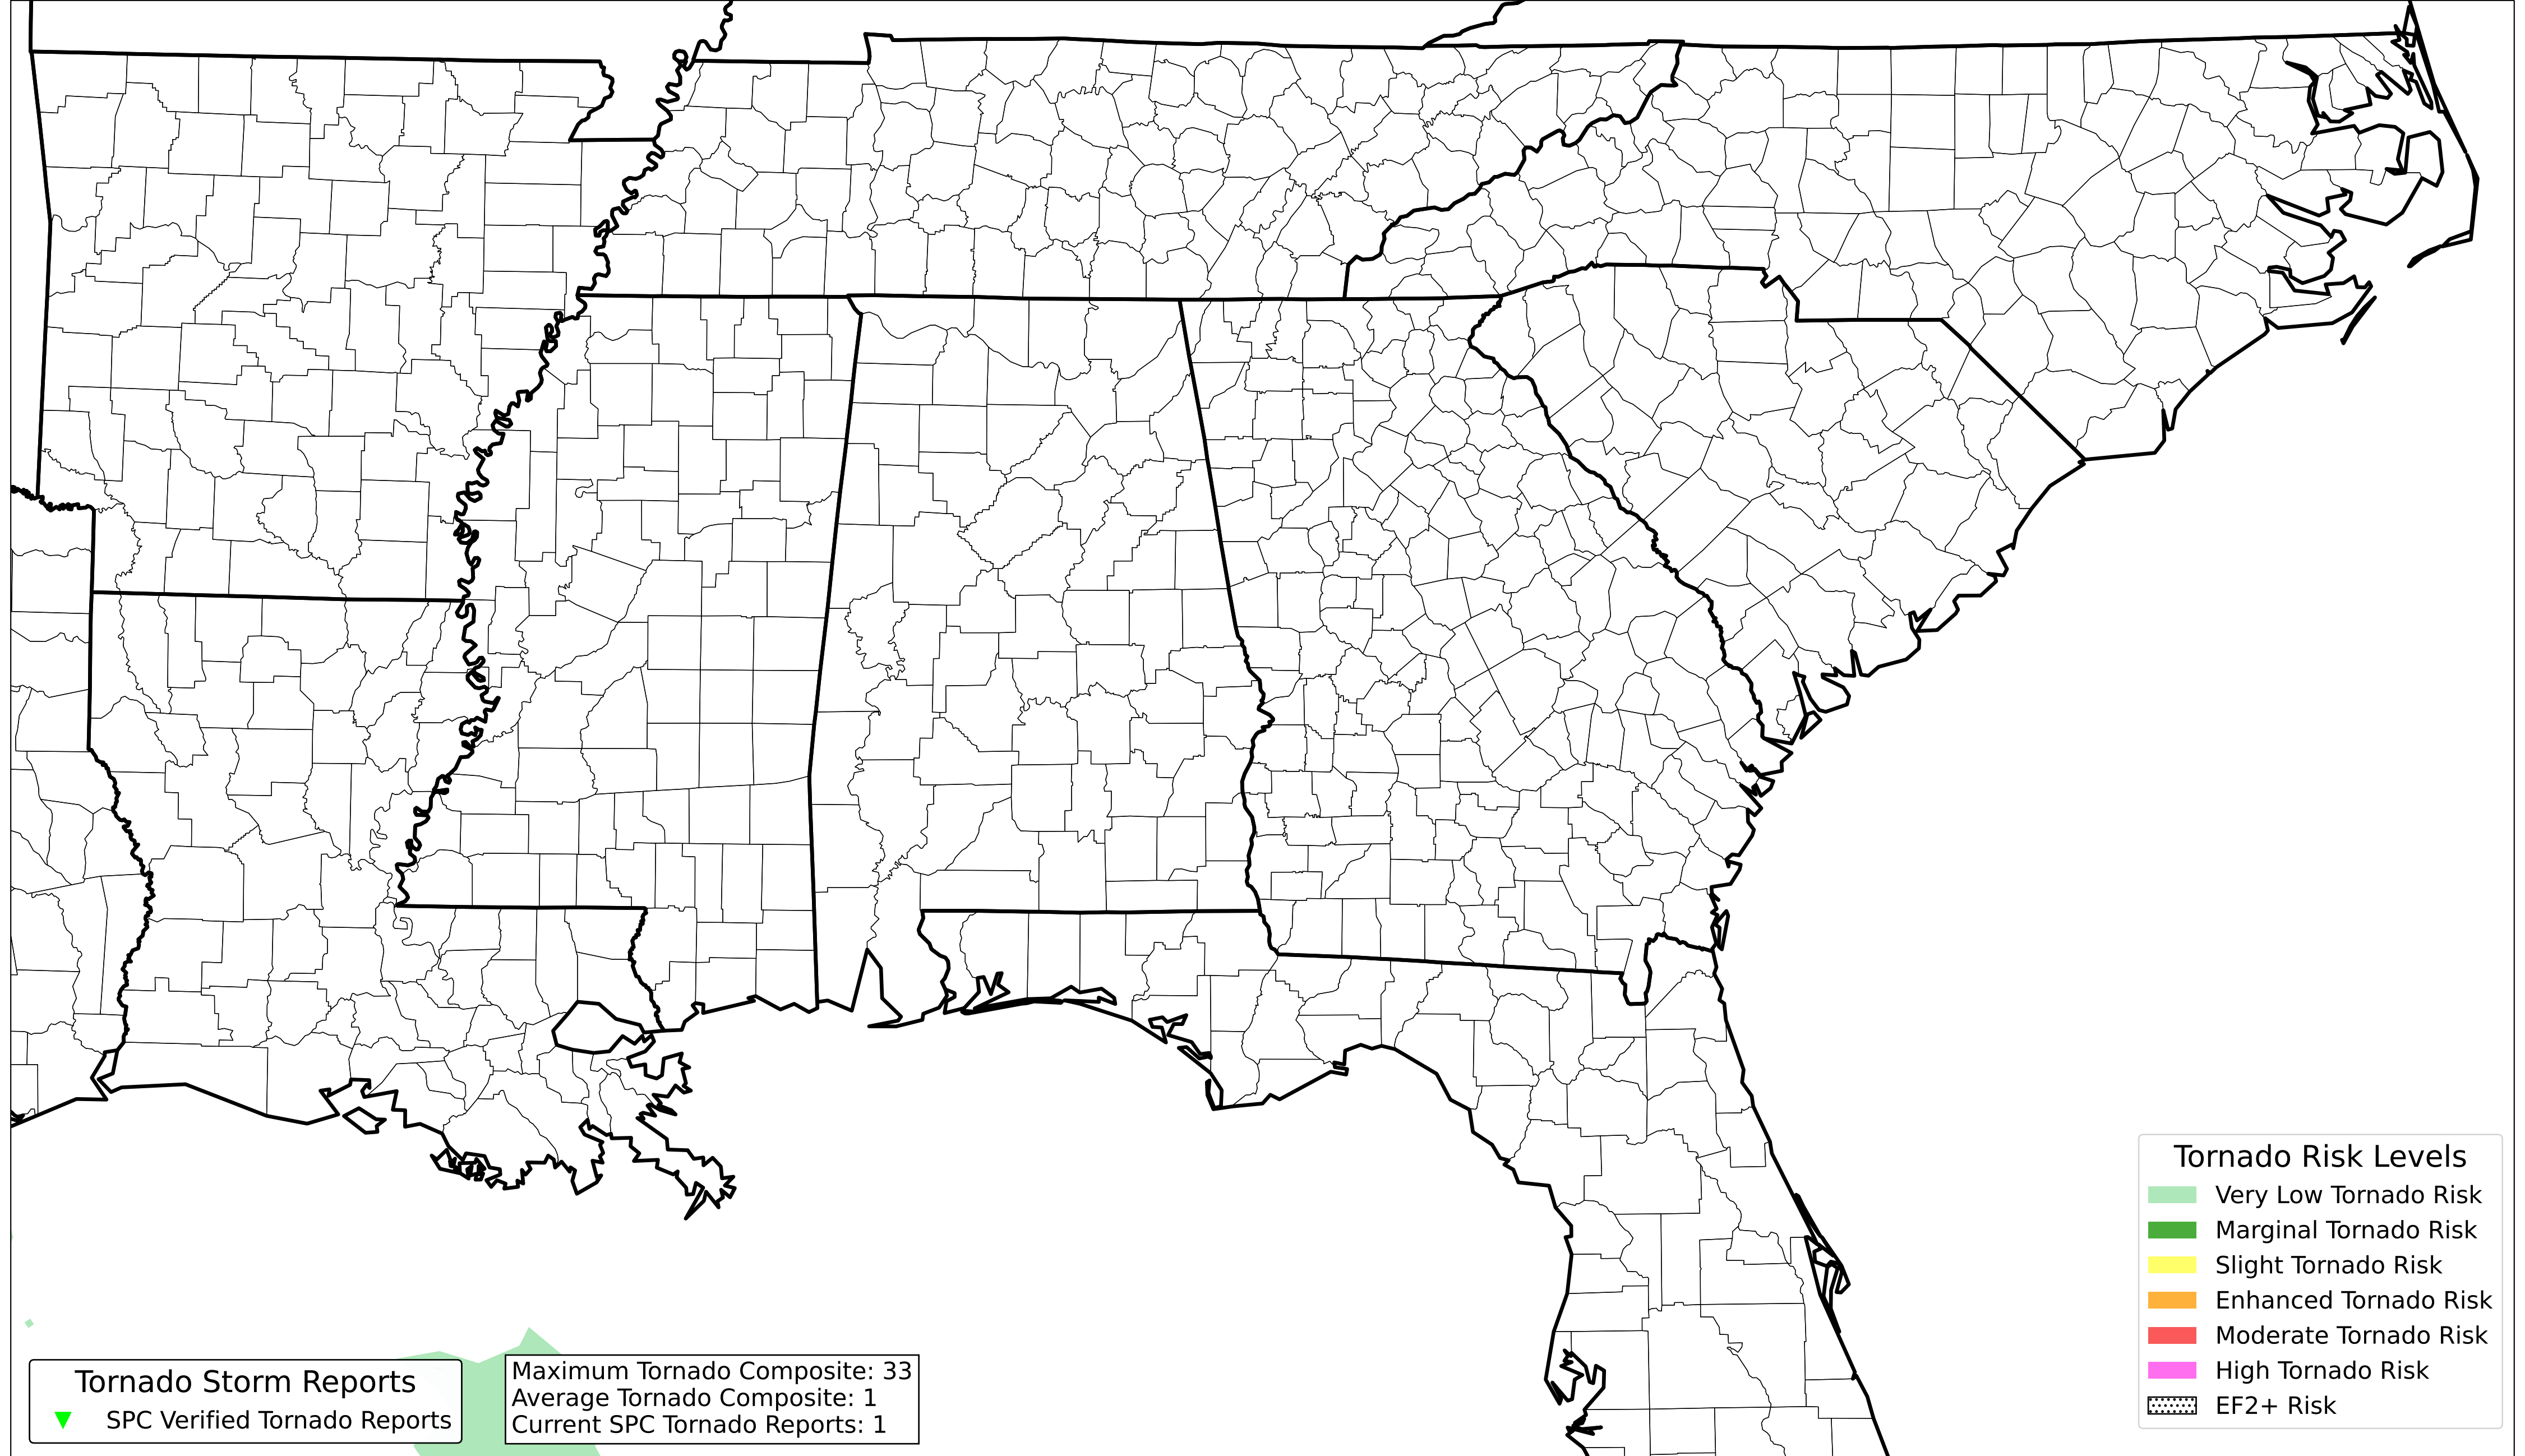 Tornado Storm Reports
SPC Verified Tornado Reports
Maximum Tornado Composite: 33
Average Tornado Composite: 1
Current SPC Tornado Reports: 1
Tornado Risk Levels
Very Low Tornado Risk
Marginal Tornado Risk
Slight Tornado Risk
Enhanced Tornado Risk
Moderate Tornado Risk
High Tornado Risk
EF2+ Risk